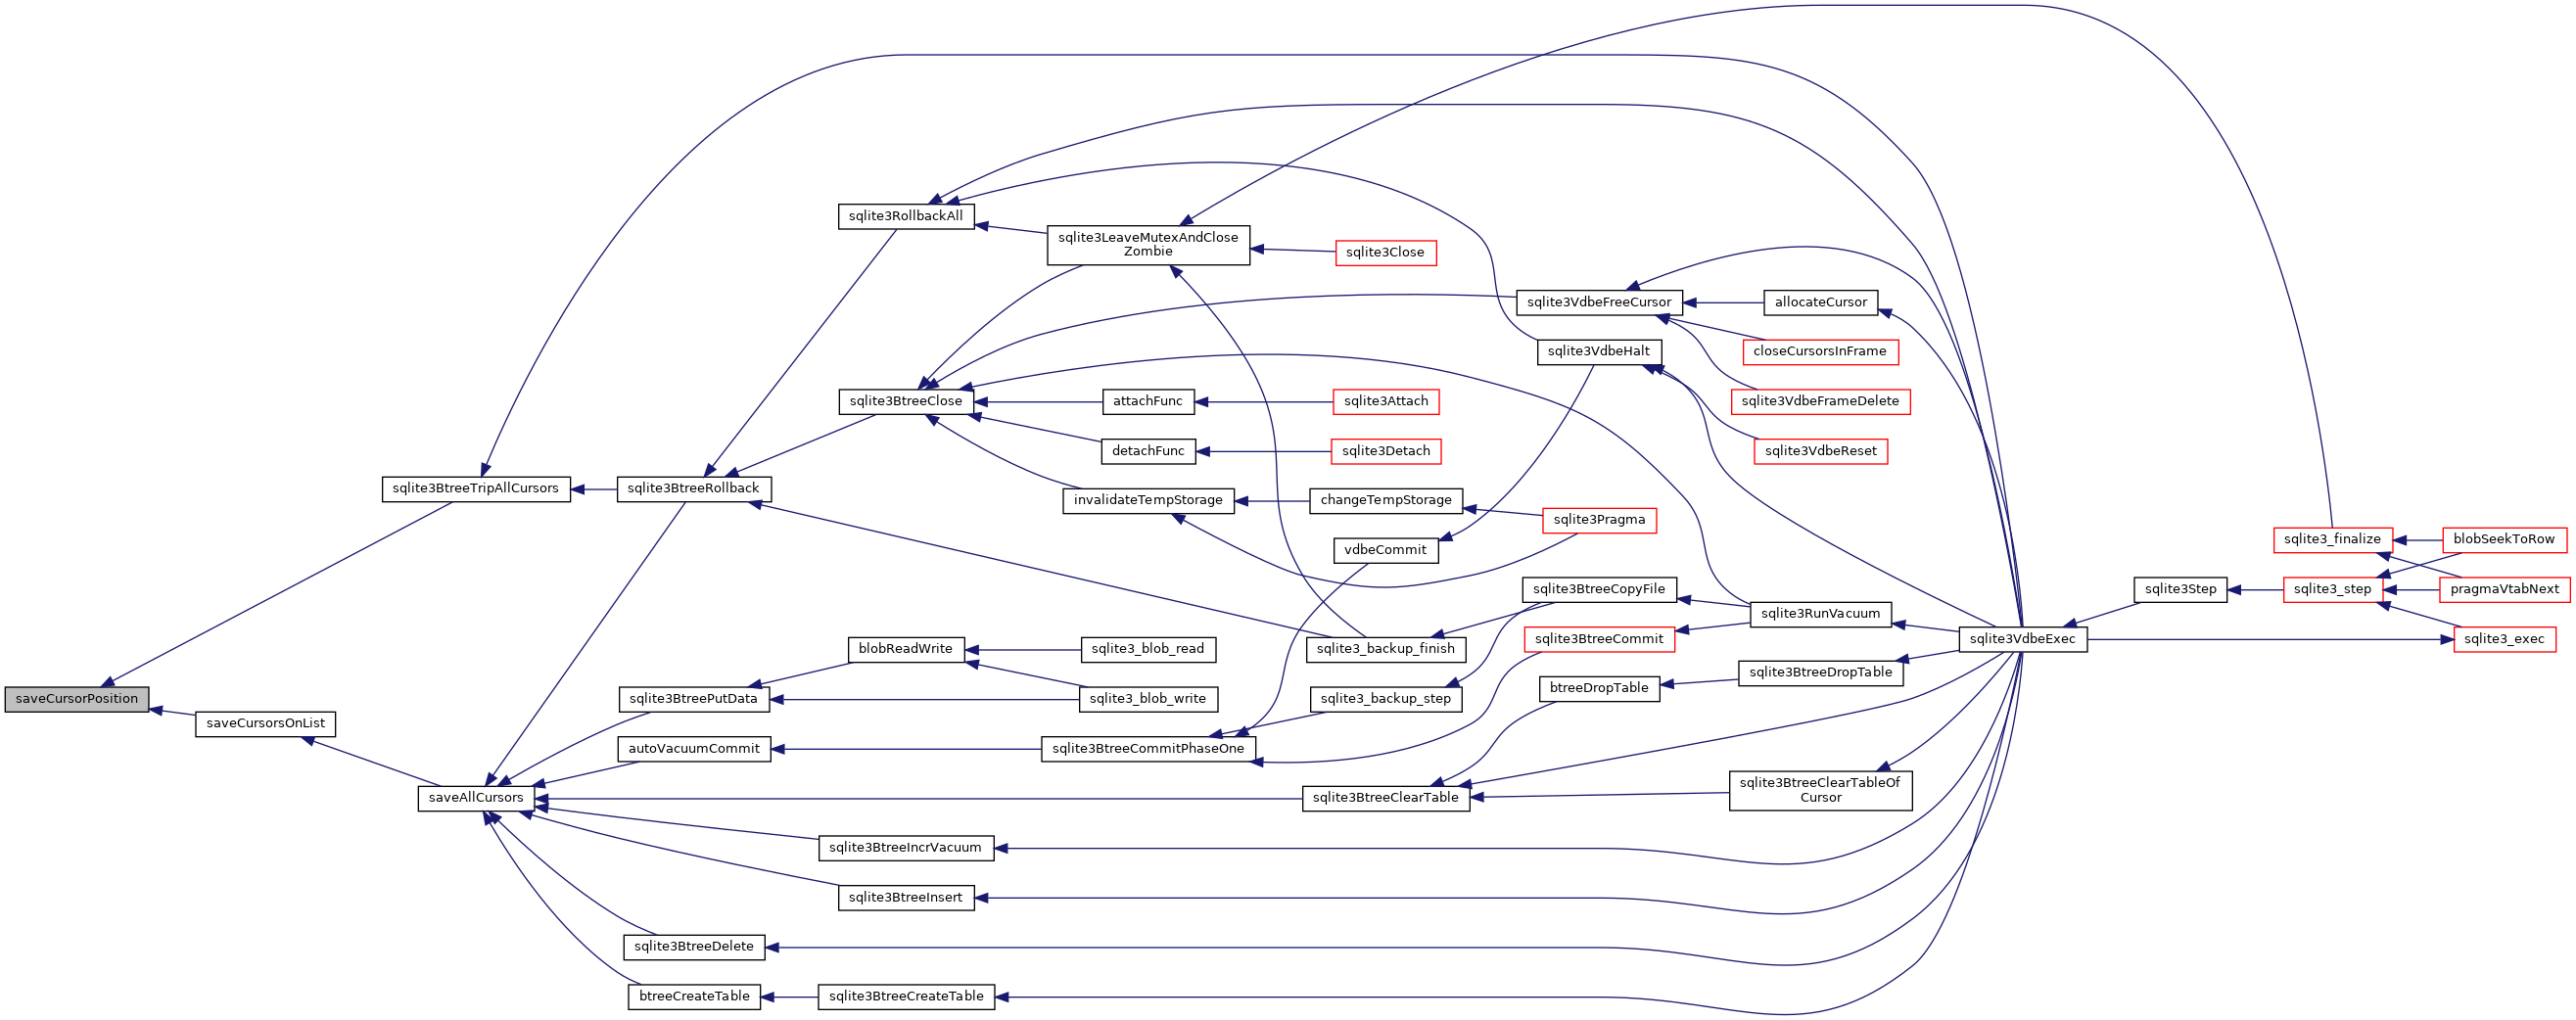 saveCursorPosition
saveCursorsOnList
sqlite3BtreeTripAllCursors
saveAllCursors
sqlite3BtreeRollback
sqlite3BtreePutData
autoVacuumCommit
sqlite3BtreeDelete
btreeCreateTable
sqlite3RollbackAll
sqlite3BtreeClose
blobReadWrite
sqlite3BtreeIncrVacuum
sqlite3BtreeInsert
sqlite3BtreeCreateTable
sqlite3LeaveMutexAndClose
Zombie
attachFunc
detachFunc
invalidateTempStorage
sqlite3_blob_read
sqlite3_blob_write
sqlite3BtreeCommitPhaseOne
sqlite3Close
sqlite3Attach
sqlite3Detach
changeTempStorage
vdbeCommit
sqlite3_backup_finish
sqlite3_backup_step
sqlite3BtreeClearTable
sqlite3VdbeFreeCursor
sqlite3VdbeHalt
sqlite3Pragma
sqlite3BtreeCopyFile
sqlite3BtreeCommit
btreeDropTable
allocateCursor
closeCursorsInFrame
sqlite3VdbeFrameDelete
sqlite3VdbeReset
sqlite3RunVacuum
sqlite3BtreeDropTable
sqlite3BtreeClearTableOf
Cursor
sqlite3VdbeExec
sqlite3Step
sqlite3_finalize
sqlite3_step
blobSeekToRow
pragmaVtabNext
sqlite3_exec